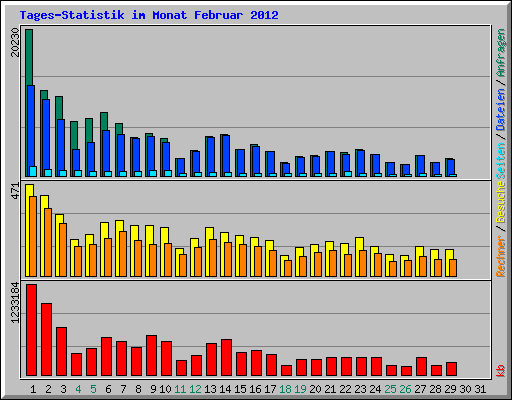 Tages-Statistik im Monat Februar 2012
20230
Rechner / Besuche Seiten / Dateien / Anfragen
471
1233184
kb
1 2 3 4 5 6 7 8 9 10 11 12 13 14 15 16 17 18 19 20 21 22 23 24 25 26 27 28 29 30 31